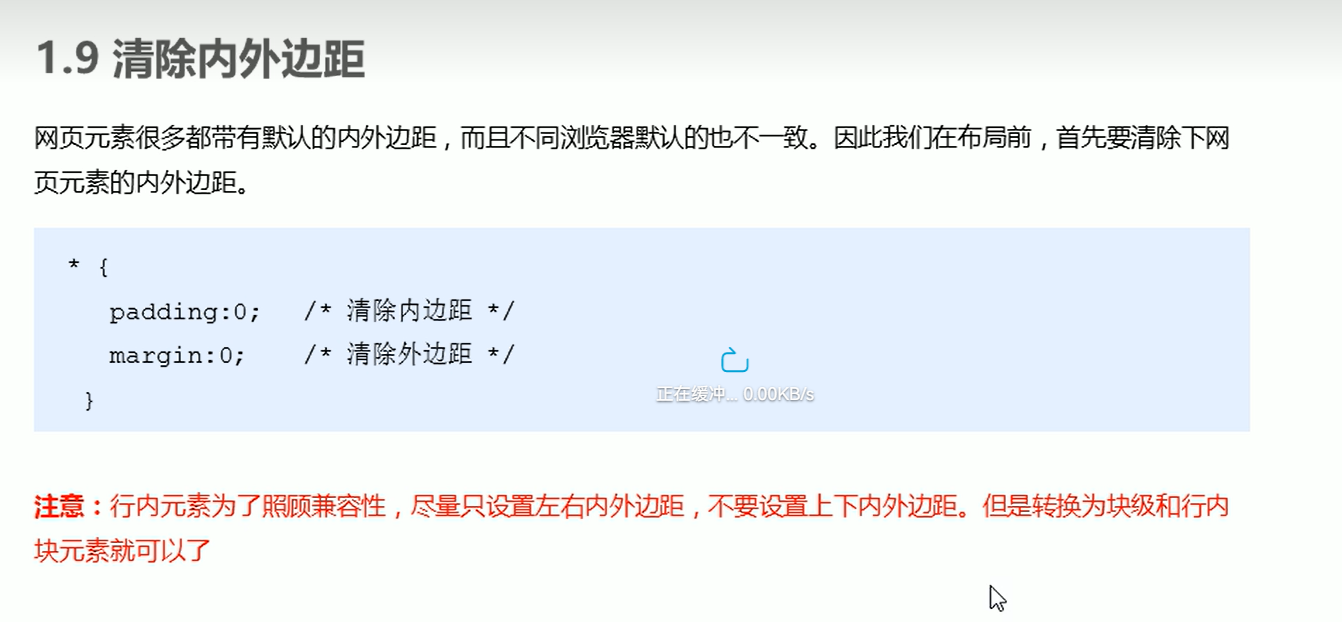 1.9 清除内外边距
网页元素很多都带有默认的内外边距，而且不同浏览器默认的也不一致。因此我们在布局前，首先要清除下网
页元素的内外边距。
* {
padding:0;   /* 清除内边距 */
margin:0;    /* 清除外边距 */
}
正在缓冲... 0.00KB/s
注意：行内元素为了照顾兼容性，尽量只设置左右内外边距，不要设置上下内外边距。但是转换为块级和行内
块元素就可以了